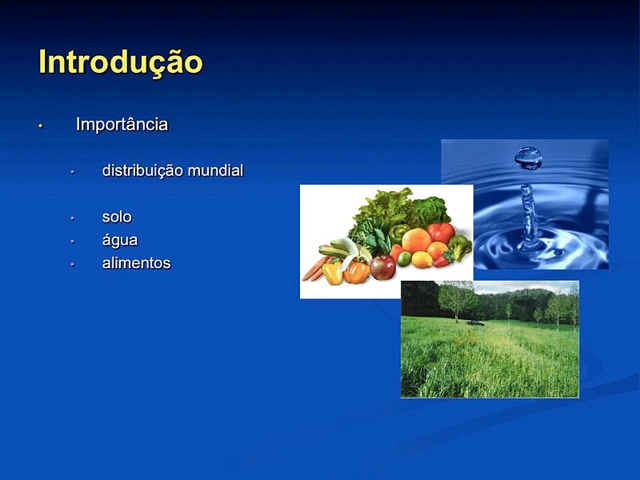 Introdução
• Importância
• distribuição mundial
• solo
• água
• alimentos